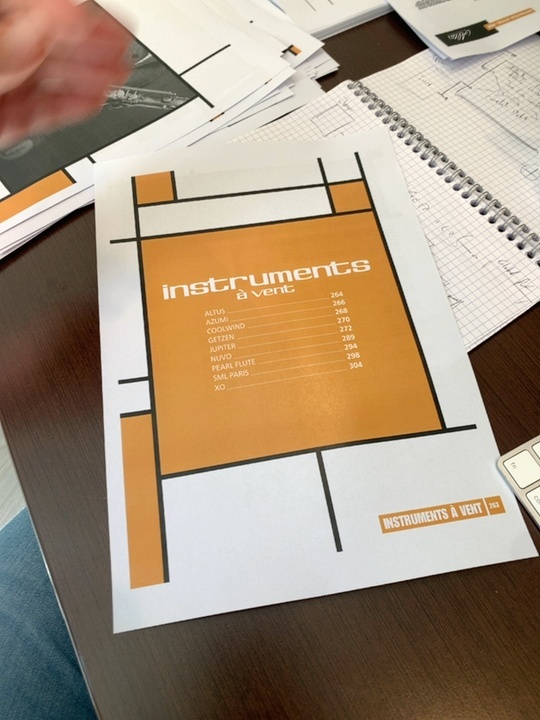 instruments
à vent
ALTUS 264
AZUMI 266
COOLWIND 268
GETZEN 270
JUPITER 272
NUVO 289
PEARL FLUTE 294
SML PARIS 298
XO 304
INSTRUMENTS À VENT 263
fn